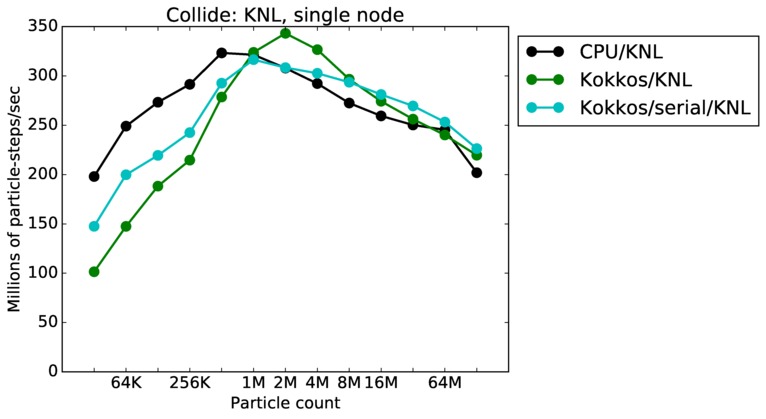 Collide: KNL, single node
350
300
250
200
150
100
50
0
Millions of particle-steps/sec
64K 256K 1M 2M 4M 8M 16M 64M
Particle count
CPU/KNL
Kokkos/KNL
Kokkos/serial/KNL